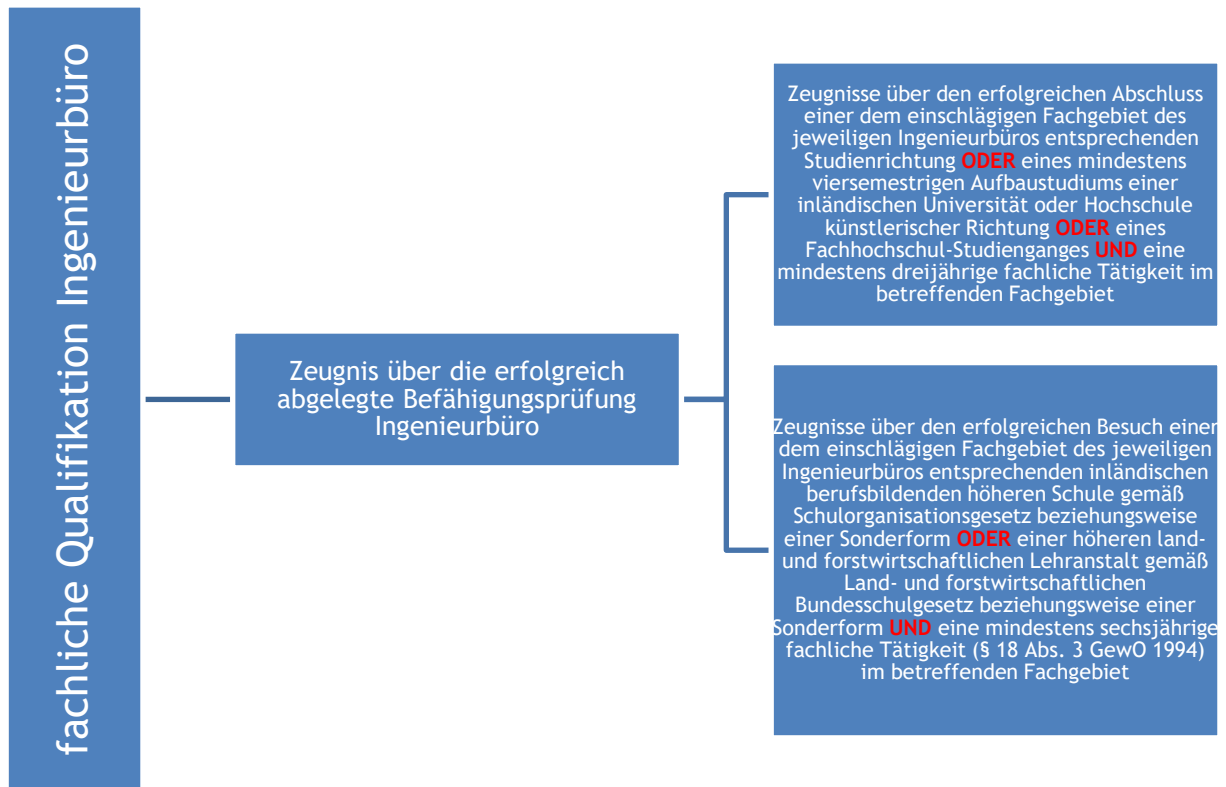 fachliche Qualifikation Ingenieurbüro
Zeugnis über die erfolgreich
abgelegte Befähigungsprüfung
Ingenieurbüro
Zeugnisse über den erfolgreichen Abschluss
einer dem einschlägigen Fachgebiet des
jeweiligen Ingenieurbüros entsprechenden
Studienrichtung ODER eines mindestens
viersemestrigen Aufbaustudiums einer
inländischen Universität oder Hochschule
künstlerischer Richtung ODER eines
Fachhochschul-Studienganges UND eine
mindestens dreijährige fachliche Tätigkeit im
betreffenden Fachgebiet
Zeugnisse über den erfolgreichen Besuch einer
dem einschlägigen Fachgebiet des jeweiligen
Ingenieurbüros entsprechenden inländischen
berufsbildenden höheren Schule gemäß
Schulorganisationsgesetz beziehungsweise
einer Sonderform ODER einer höheren land-
und forstwirtschaftlichen Lehranstalt gemäß
Land- und forstwirtschaftlichen
Bundesschulgesetz beziehungsweise einer
Sonderform UND eine mindestens sechsjährige
fachliche Tätigkeit (§ 18 Abs. 3 GewO 1994)
im betreffenden Fachgebiet